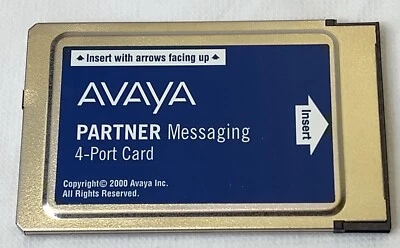 Insert with arrows facing up
AVAYA
PARTNER Messaging
4-Port Card
Insert
Copyright© 2000 Avaya Inc.
All Rights Reserved.